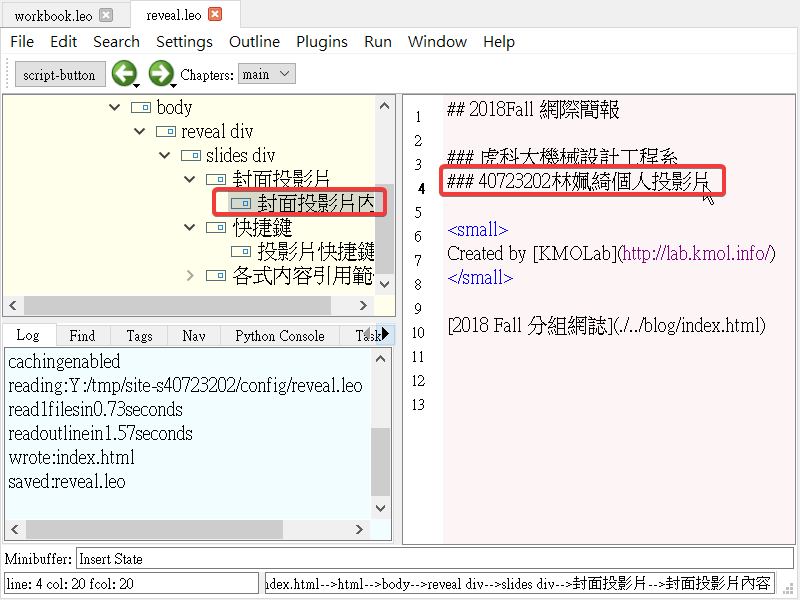 workbook.leo
reveal.leo
File Edit Search Settings Outline Plugins Run Window Help
script-button Chapters: main
body
reveal div
slides div
封面投影片
封面投影片內
快捷鍵
投影片快捷鍵
各式內容引用範
1 ## 2018Fall 網際簡報
2
3 ### 虎科大機械設計工程系
4 ### 40723202林姵綺個人投影片
5
6 <small>
7 Created by [KMOLab](http://lab.kmol.info/)
8 </small>
9
10 [2018 Fall 分組網誌](./../blog/index.html)
11
12
13
Log Find Tags Nav Python Console Task
cachingenabled
reading:Y:/tmp/site-s40723202/config/reveal.leo
read1filesin0.73seconds
readoutlinein1.57seconds
wrote:index.html
saved:reveal.leo
Minibuffer: Insert State
line: 4 col: 20 fcol: 20
ndex.html-->html-->body-->reveal div-->slides div-->封面投影片-->封面投影片內容